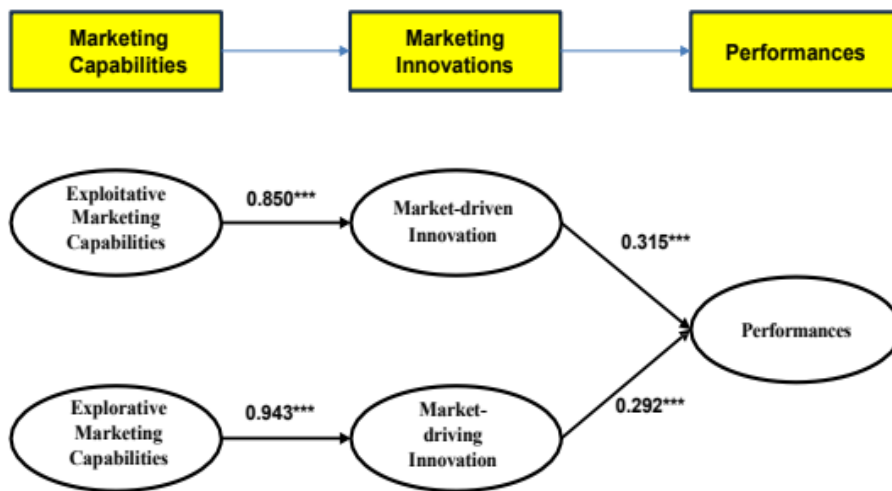 Marketing
Capabilities
Marketing
Innovations
Performances
Exploitative
Marketing
Capabilities
0.850***
Market-driven
Innovation
0.315***
Performances
Explorative
Marketing
Capabilities
0.943***
Market-
driving
Innovation
0.292***